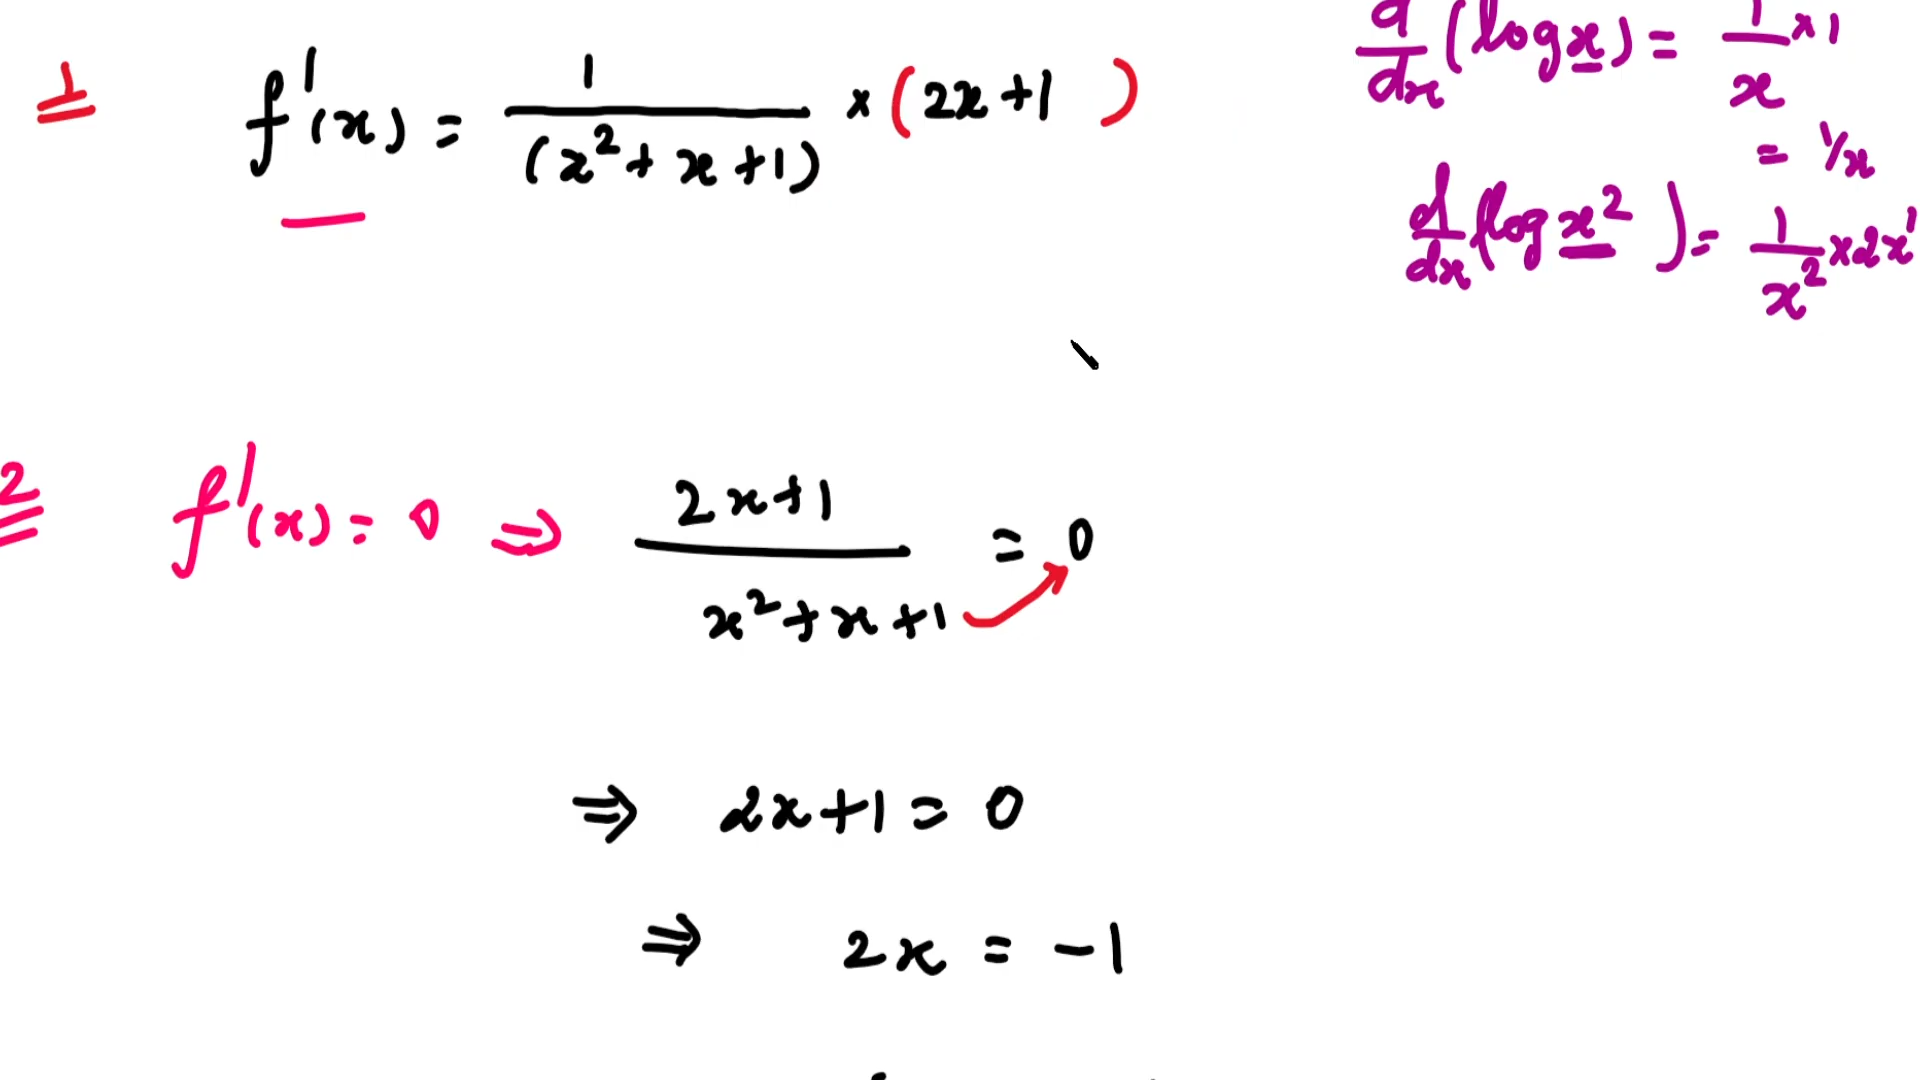 1 f'(x) = 1/(x²+x+1) × (2x+1)
d/dx (log x) = 1/x × 1
= 1/x
d/dx (log x²) = 1/x² × 2x¹
2 f'(x) = 0 ⇒ 2x+1/x²+x+1 = 0
⇒ 2x+1 = 0
⇒ 2x = -1